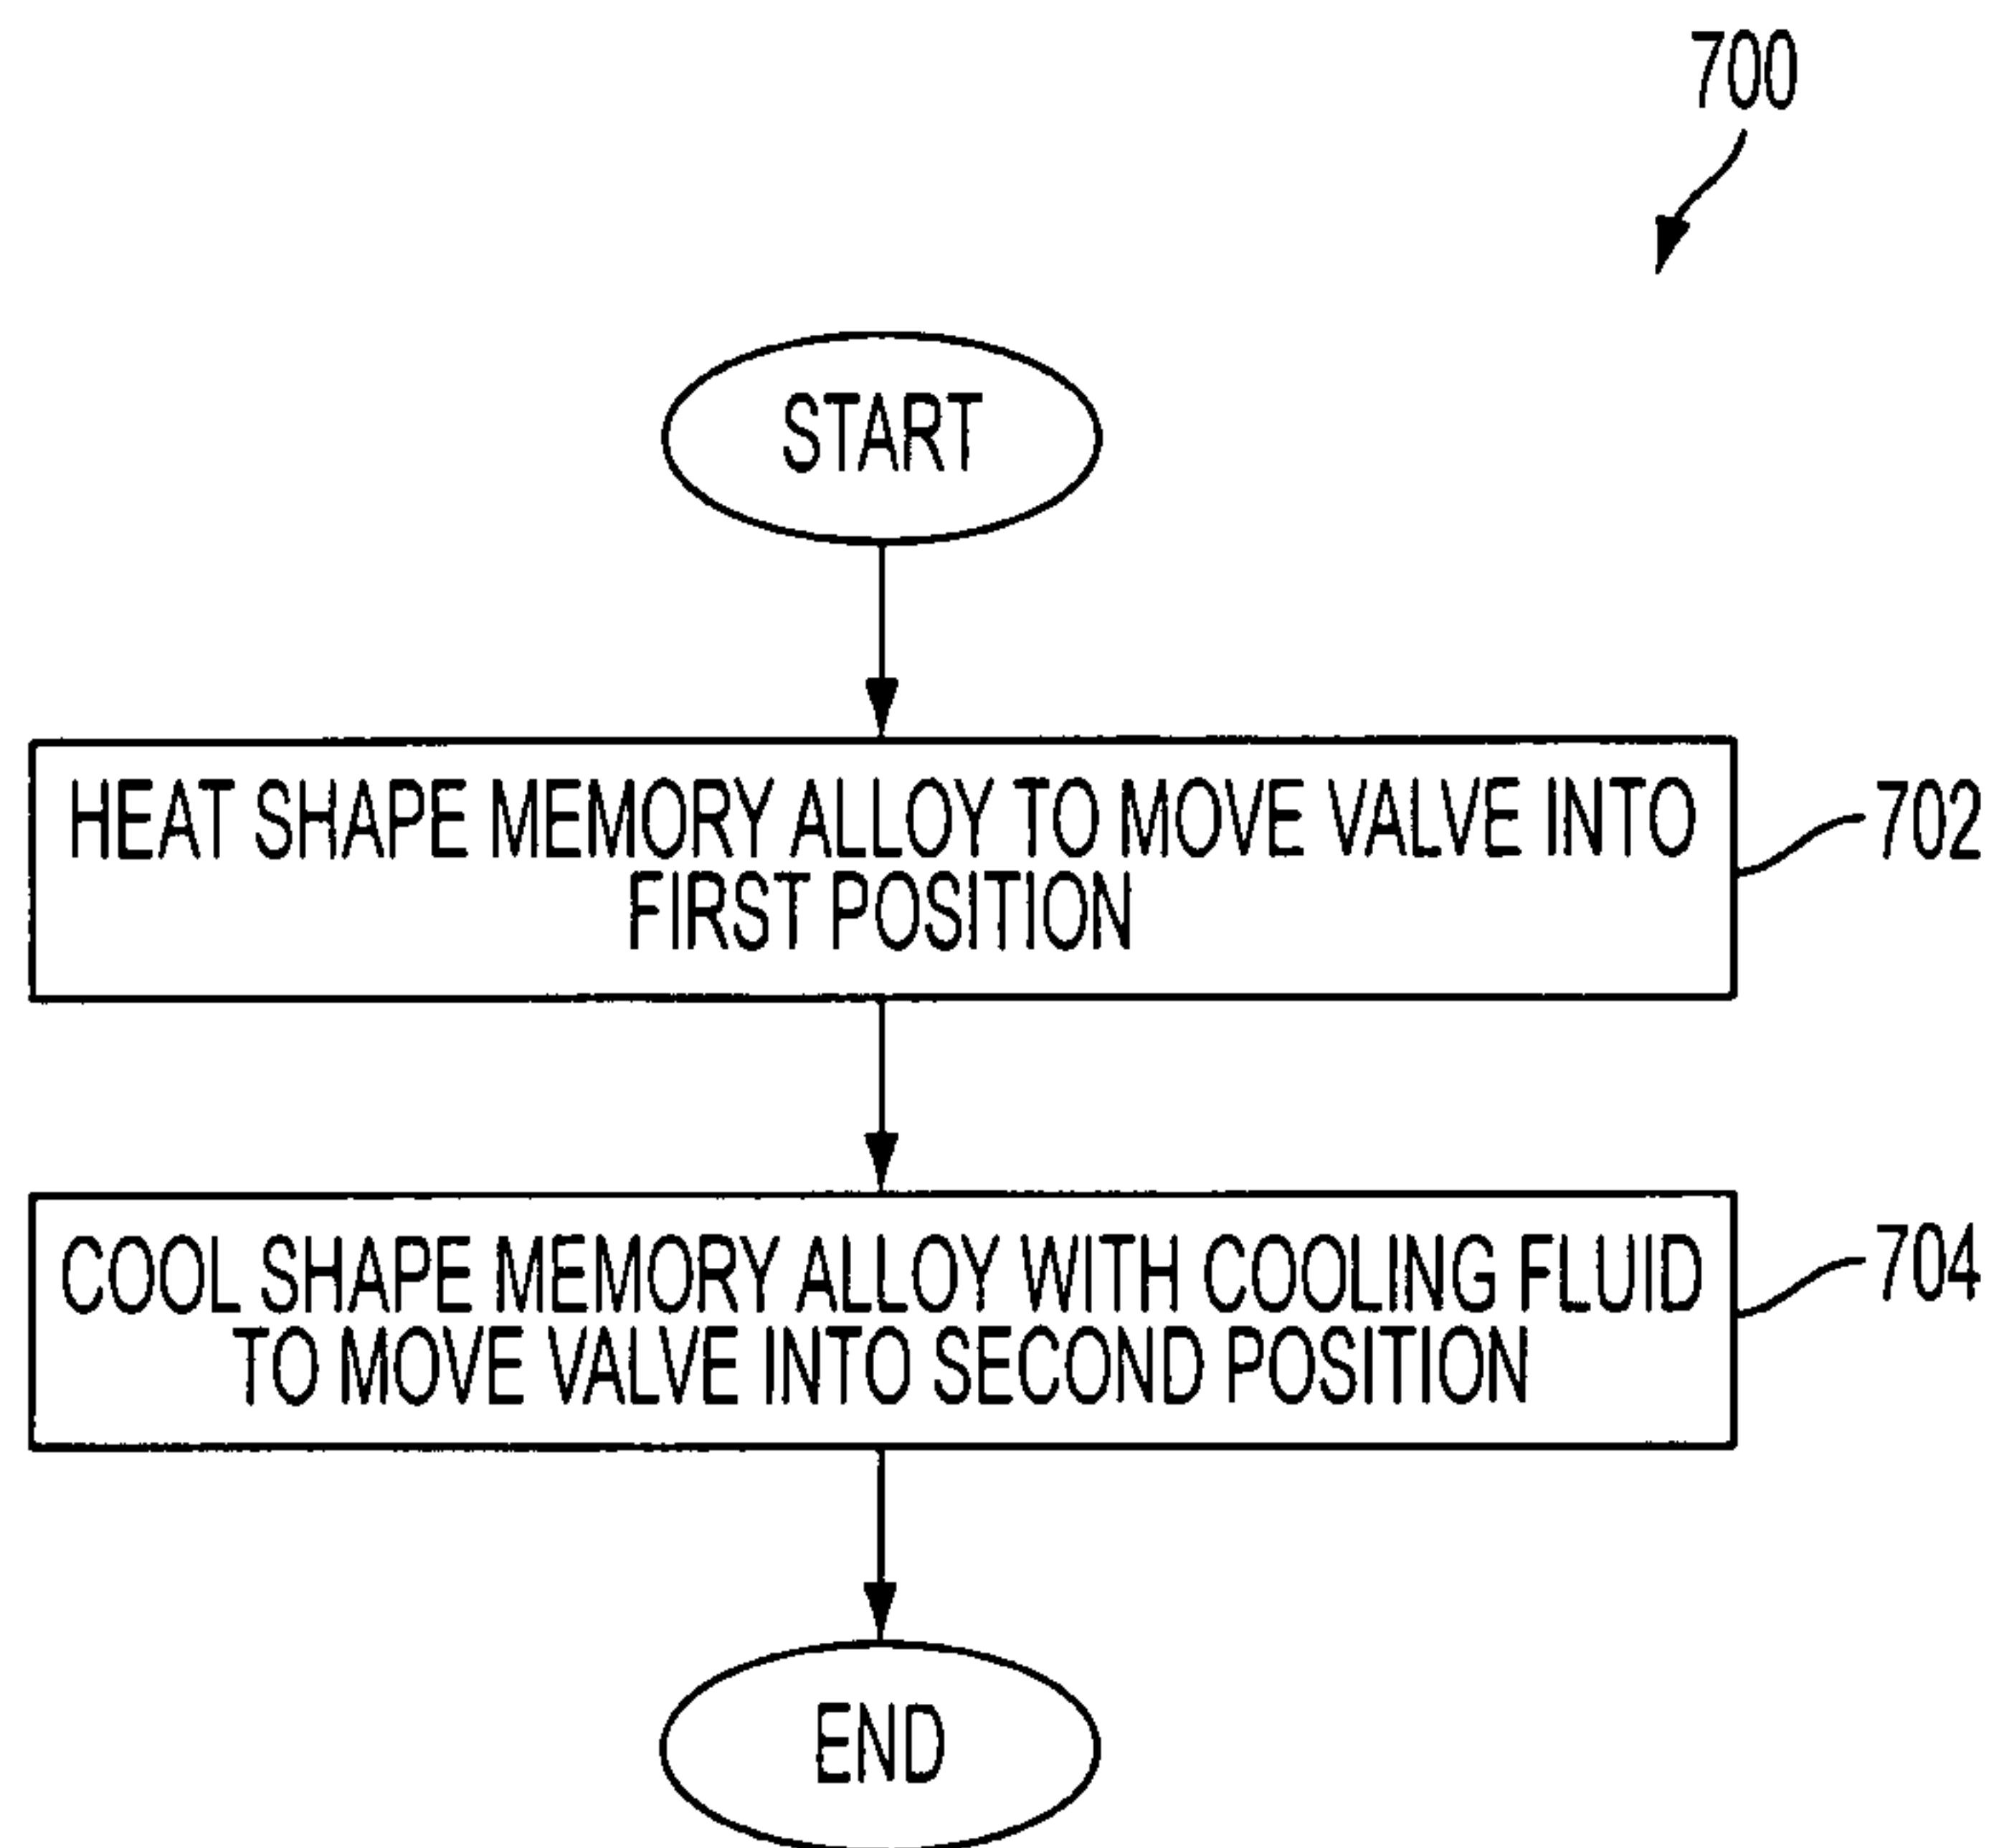 700
START
HEAT SHAPE MEMORY ALLOY TO MOVE VALVE INTO
FIRST POSITION
702
COOL SHAPE MEMORY ALLOY WITH COOLING FLUID
TO MOVE VALVE INTO SECOND POSITION
704
END